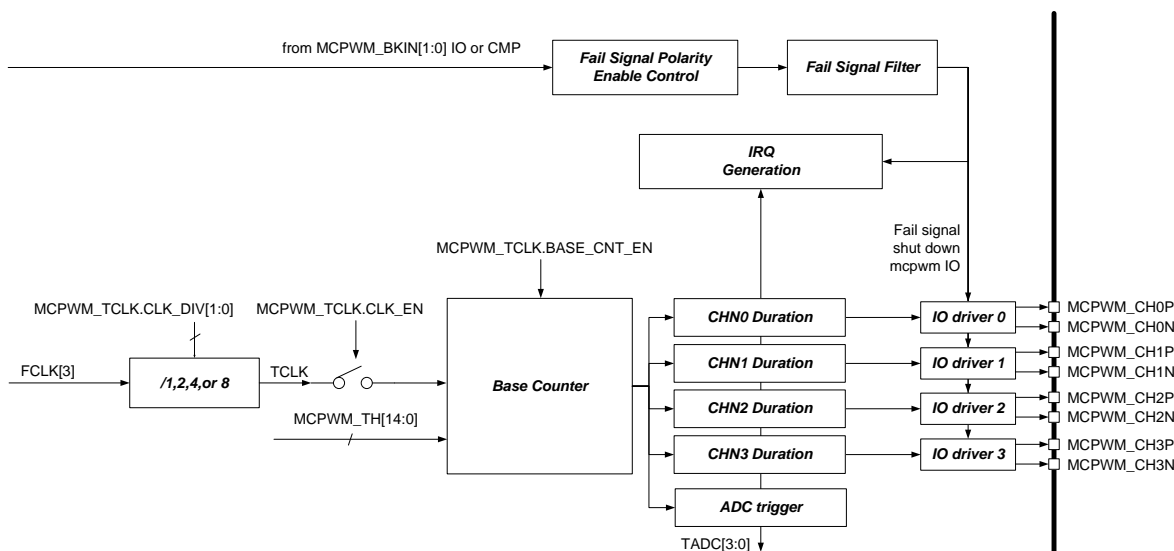 from MCPWM_BKIN[1:0] IO or CMP
Fail Signal Polarity
Enable Control
Fail Signal Filter
IRQ
Generation
Fail signal
shut down
mcpwm IO
MCPWM_TCLK.BASE_CNT_EN
MCPWM_TCLK.CLK_DIV[1:0]
MCPWM_TCLK.CLK_EN
FCLK[3]
/1,2,4,or 8
TCLK
MCPWM_TH[14:0]
Base Counter
CHN0 Duration
IO driver 0
MCPWM_CH0P
MCPWM_CH0N
CHN1 Duration
IO driver 1
MCPWM_CH1P
MCPWM_CH1N
CHN2 Duration
IO driver 2
MCPWM_CH2P
MCPWM_CH2N
CHN3 Duration
IO driver 3
MCPWM_CH3P
MCPWM_CH3N
ADC trigger
TADC[3:0]